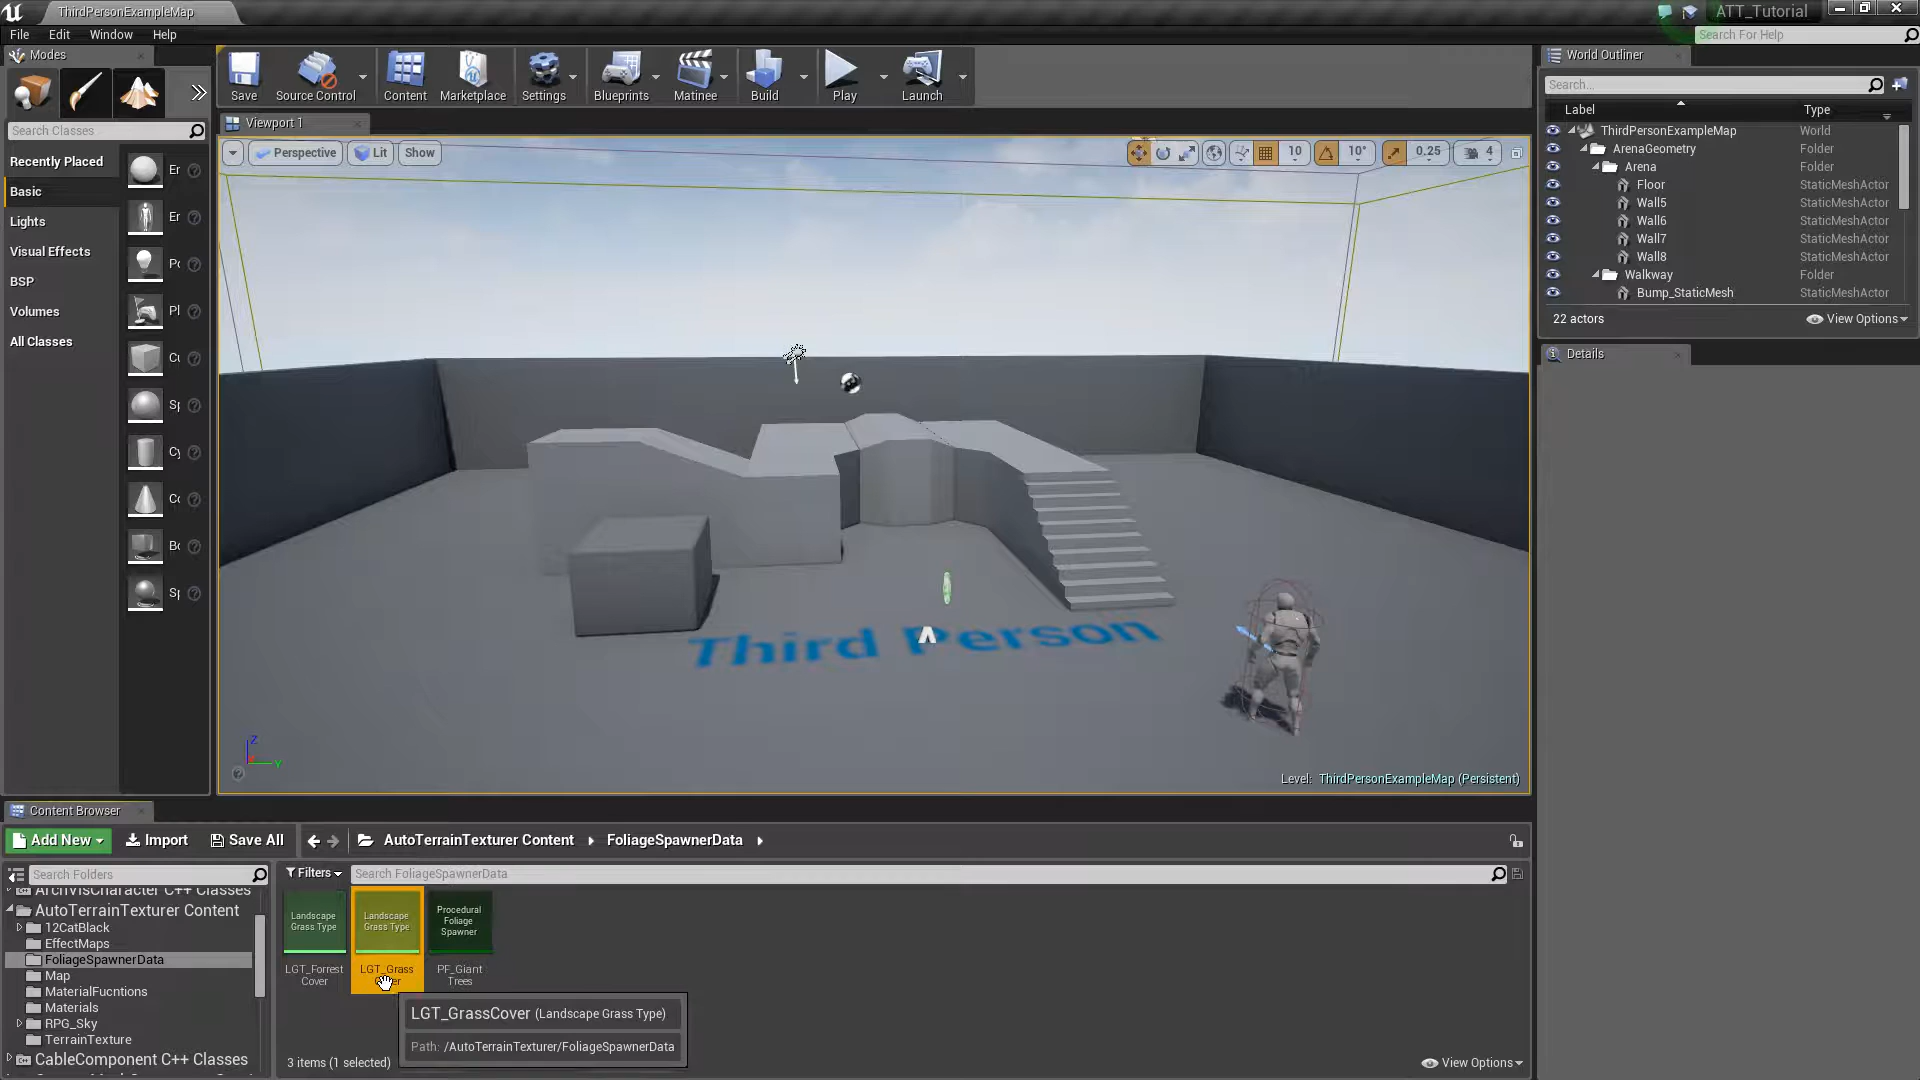 ThirdPersonExampleMap
ATT_Tutorial
File Edit Window Help
Search For Help
Modes
Save
Source Control
Content
Marketplace
Settings
Blueprints
Matinee
Build
Play
Launch
World Outliner
Search...
Label Type
ThirdPersonExampleMap World
ArenaGeometry Folder
Arena Folder
Floor StaticMeshActor
Wall5 StaticMeshActor
Wall6 StaticMeshActor
Wall7 StaticMeshActor
Wall8 StaticMeshActor
Walkway Folder
Bump_StaticMesh StaticMeshActor
22 actors
View Options
Details
Search Classes
Recently Placed
Basic
Lights
Visual Effects
BSP
Volumes
All Classes
Viewport 1
Perspective
Lit
Show
10
10°
0.25
4
Third Person
Z
Y
Level: ThirdPersonExampleMap (Persistent)
Content Browser
Add New
Import
Save All
AutoTerrainTexturer Content
FoliageSpawnerData
Search Folders
Filters
Search FoliageSpawnerData
ArchVisCharacter C++ Classes
AutoTerrainTexturer Content
12CatBlack
EffectMaps
FoliageSpawnerData
Map
MaterialFucntions
Materials
RPG_Sky
TerrainTexture
CableComponent C++ Classes
Landscape
Grass Type
LGT_Forrest
Cover
Landscape
Grass Type
LGT_Grass
Procedural
Foliage
Spawner
PF_Giant
Trees
LGT_GrassCover (Landscape Grass Type)
Path: /AutoTerrainTexturer/FoliageSpawnerData
3 items (1 selected)
View Options